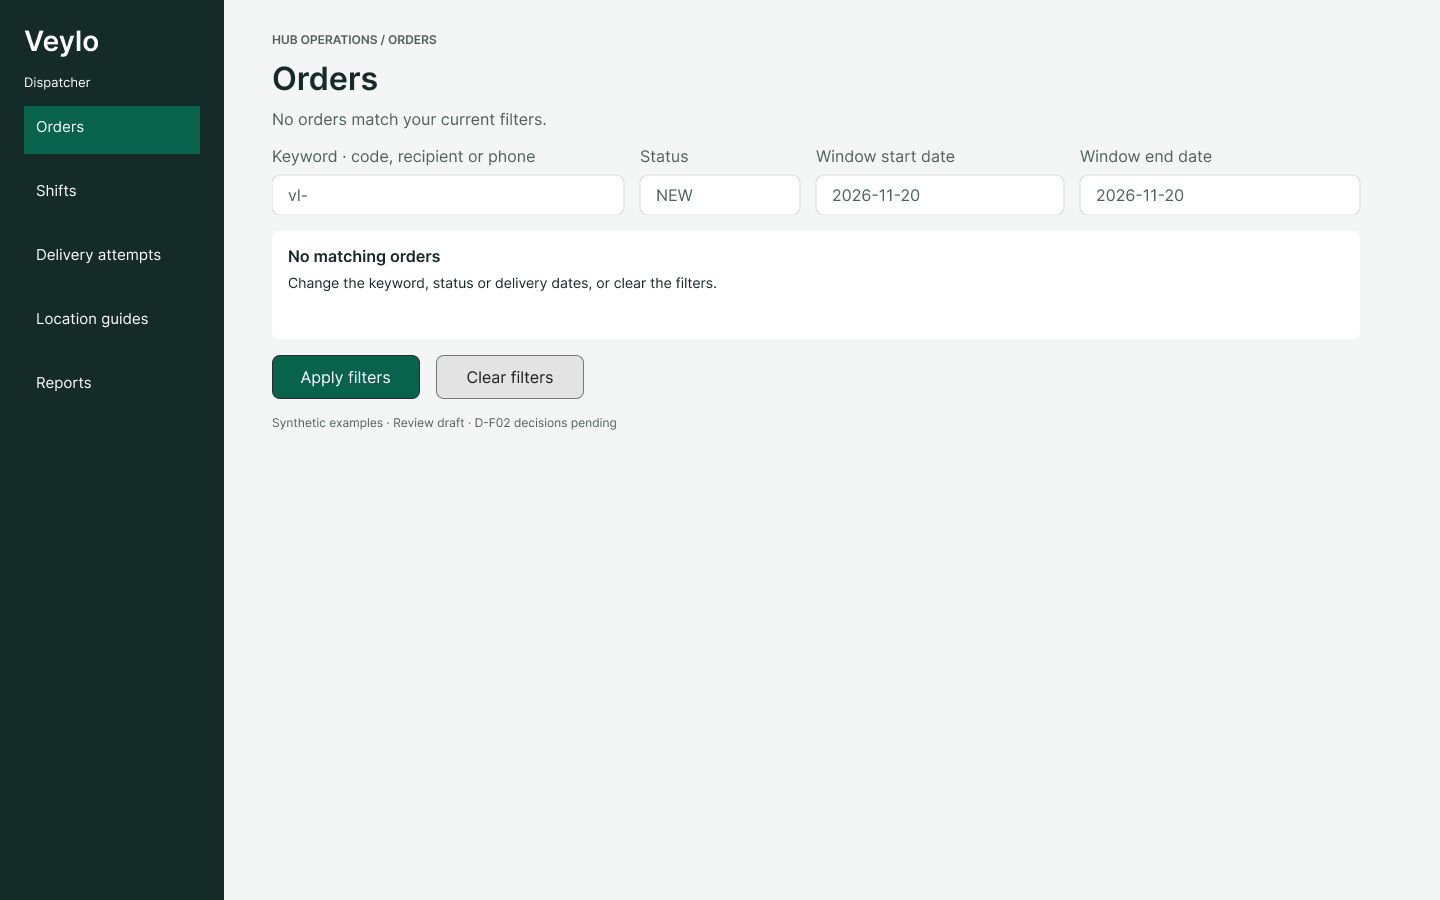 Veylo
Dispatcher
Orders
Shifts
Delivery attempts
Location guides
Reports
HUB OPERATIONS / ORDERS
Orders
No orders match your current filters.
Keyword · code, recipient or phone
Status
Window start date
Window end date
vl-
NEW
2026-11-20
2026-11-20
No matching orders
Change the keyword, status or delivery dates, or clear the filters.
Apply filters
Clear filters
Synthetic examples · Review draft · D-F02 decisions pending